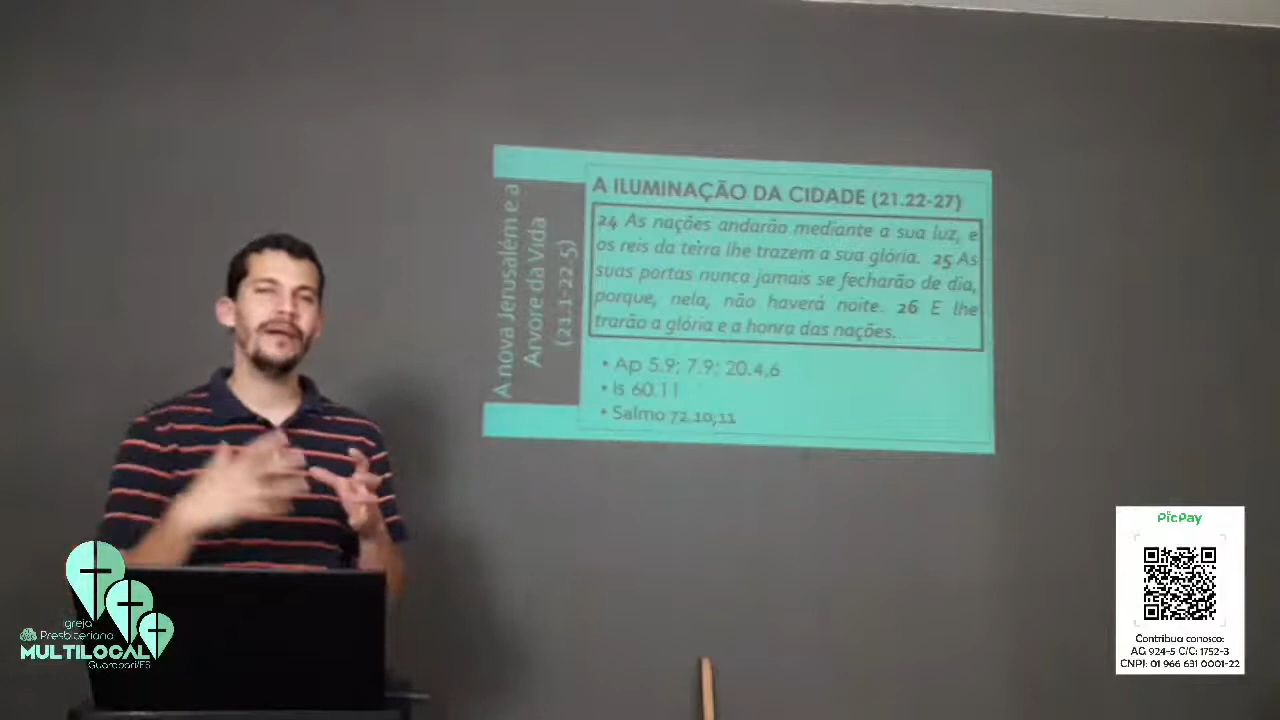 A nova Jerusalém e a
Árvore da Vida
(21.1-22.5)
A ILUMINAÇÃO DA CIDADE (21.22-27)
24 As nações andarão mediante a sua luz, e
os reis da terra lhe trazem a sua glória. 25 As
suas portas nunca jamais se fecharão de dia,
porque, nela, não haverá noite. 26 E lhe
trarão a glória e a honra das nações.
• Ap 5.9; 7.9; 20.4,6
• Is 60.11
• Salmo 72.10,11
Igreja
Presbiteriana
MULTILOCAL
Guarapari/ES
PicPay
Contribua conosco:
AG 924-5 C/C: 1752-3
CNPJ: 01 966 631 0001-22